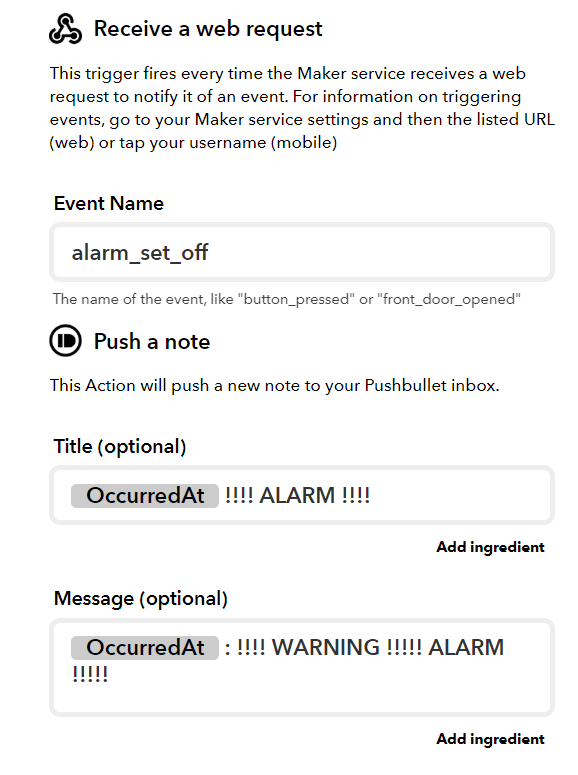 Receive a web request
This trigger fires every time the Maker service receives a web
request to notify it of an event. For information on triggering
events, go to your Maker service settings and then the listed URL
(web) or tap your username (mobile)
Event Name
alarm_set_off
The name of the event, like "button_pressed" or "front_door_opened"
Push a note
This Action will push a new note to your Pushbullet inbox.
Title (optional)
OccurredAt !!!! ALARM !!!!
Add ingredient
Message (optional)
OccurredAt : !!!! WARNING !!!!! ALARM
!!!!!
Add ingredient